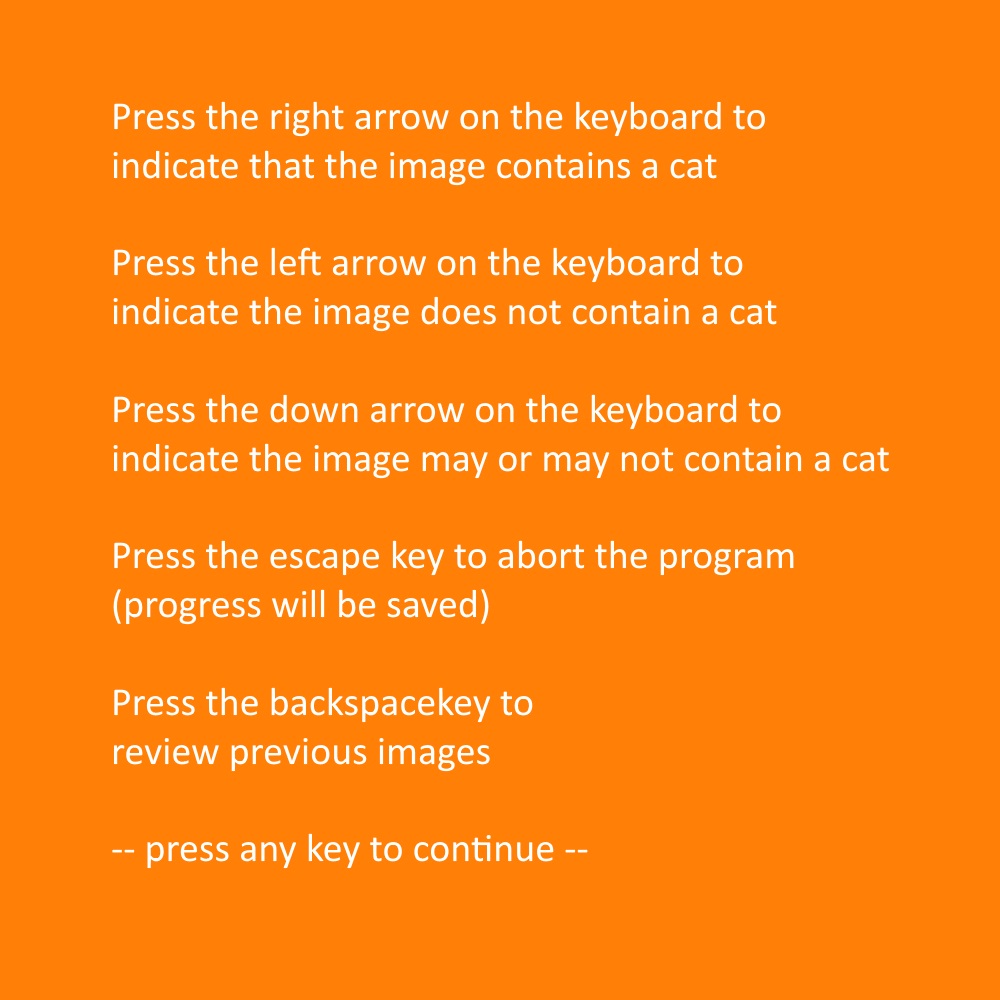 Press the right arrow on the keyboard to
indicate that the image contains a cat
Press the left arrow on the keyboard to
indicate the image does not contain a cat
Press the down arrow on the keyboard to
indicate the image may or may not contain a cat
Press the escape key to abort the program
(progress will be saved)
Press the backspacekey to
review previous images
-- press any key to continue --